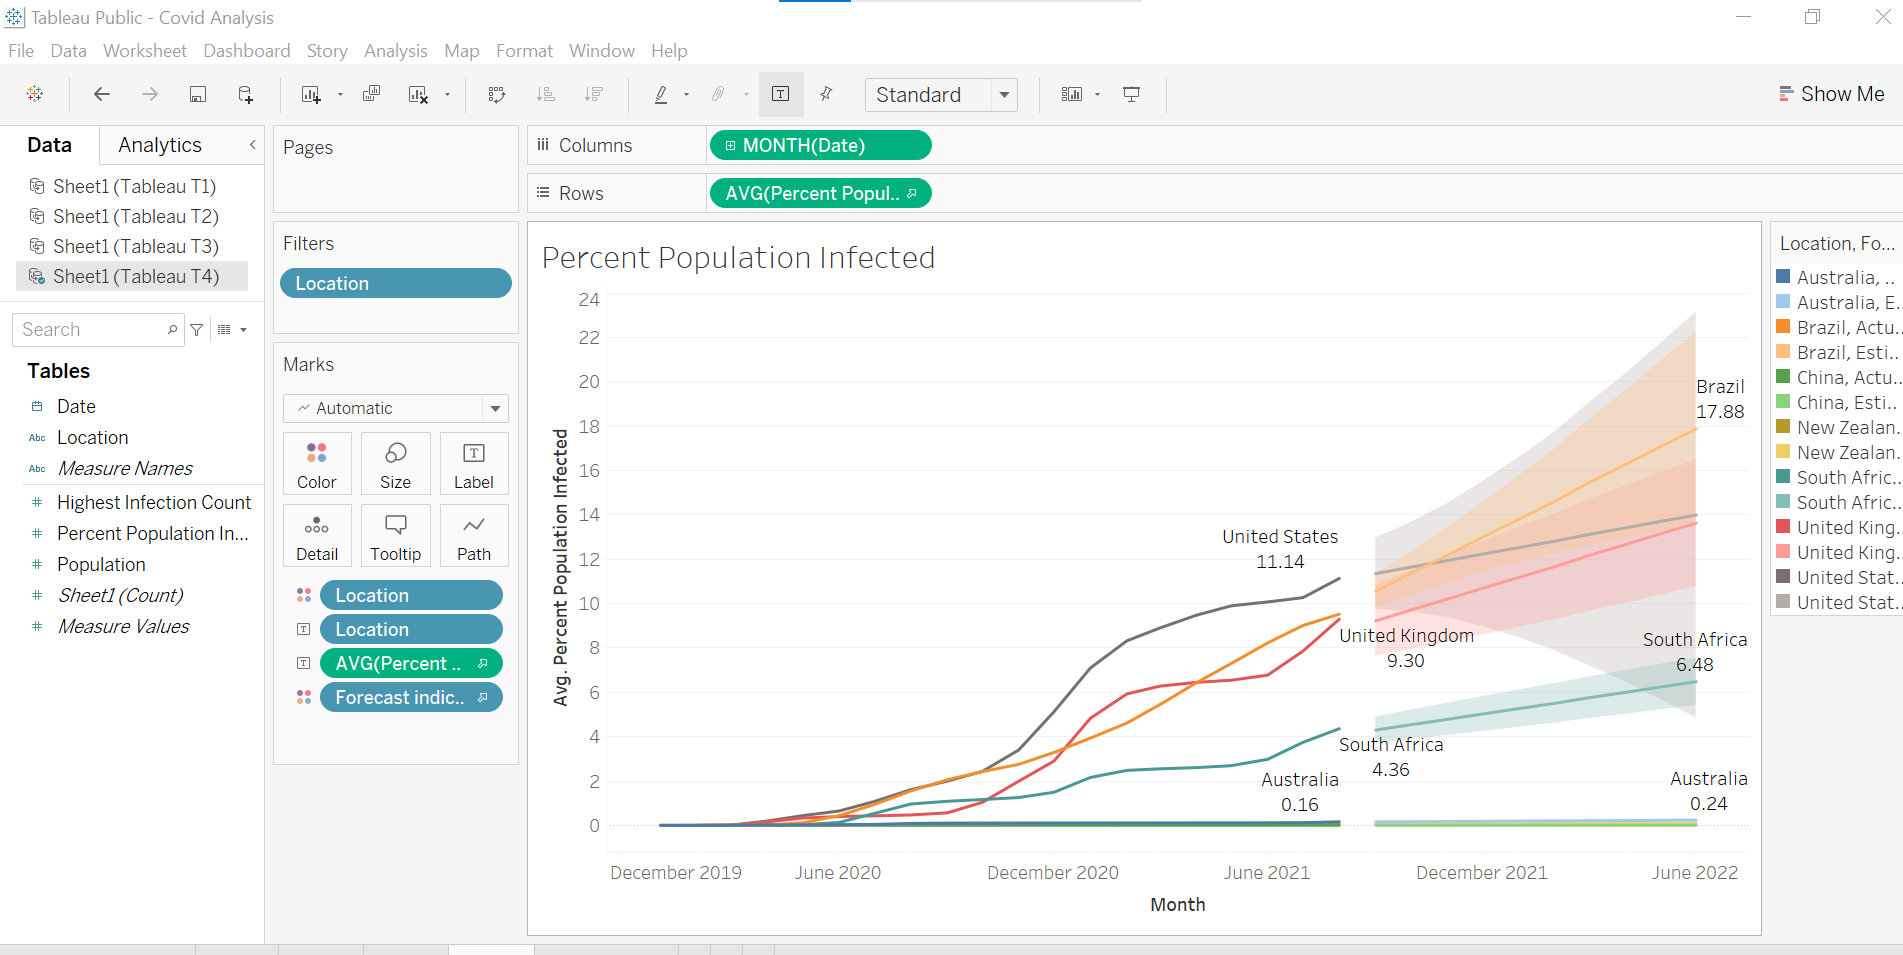 Tableau Public - Covid Analysis
File Data Worksheet Dashboard Story Analysis Map Format Window Help
Standard
Show Me
Data
Analytics
Sheet1 (Tableau T1)
Sheet1 (Tableau T2)
Sheet1 (Tableau T3)
Sheet1 (Tableau T4)
Search
Tables
Date
Abc Location
Abc Measure Names
# Highest Infection Count
# Percent Population In...
# Population
# Sheet1 (Count)
# Measure Values
Pages
Filters
Location
Marks
Automatic
Color
Size
T
Label
Detail
Tooltip
Path
Location
T Location
T AVG(Percent ..
Forecast indic..
Columns
MONTH(Date)
Rows
AVG(Percent Popul..
Percent Population Infected
Avg. Percent Population Infected
24
22
20
18
16
14
12
10
8
6
4
2
0
Brazil
17.88
United States
11.14
United Kingdom
9.30
South Africa
6.48
South Africa
4.36
Australia
0.16
Australia
0.24
December 2019
June 2020
December 2020
June 2021
December 2021
June 2022
Month
Location, Fo...
Australia, ..
Australia, E..
Brazil, Actu..
Brazil, Esti..
China, Actu..
China, Esti..
New Zealan..
New Zealan..
South Afric..
South Afric..
United King..
United King..
United Stat..
United Stat..